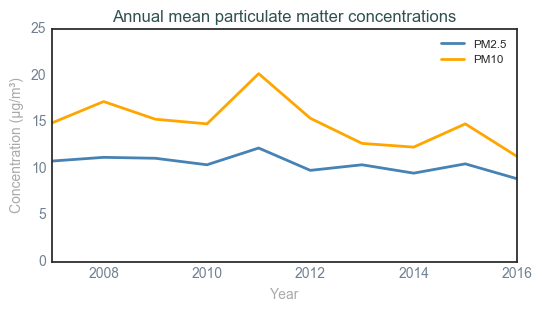 Annual mean particulate matter concentrations
25
20
15
10
5
0
Concentration (µg/m³)
PM2.5
PM10
2008
2010
2012
2014
2016
Year